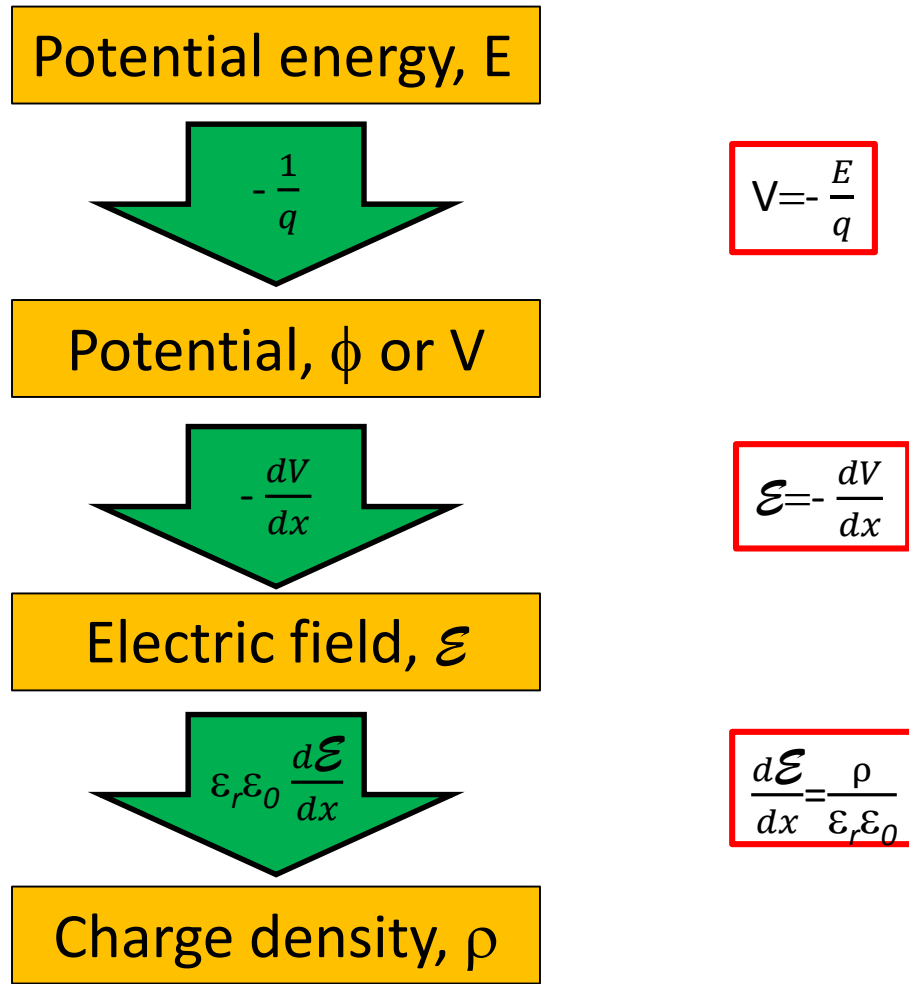 Potential energy, E
- 1/q
V=- E/q
Potential, ϕ or V
- dV/dx
ℰ=- dV/dx
Electric field, ℰ
εᵣε₀ dℰ/dx
dℰ/dx=ρ/εᵣε₀
Charge density, ρ